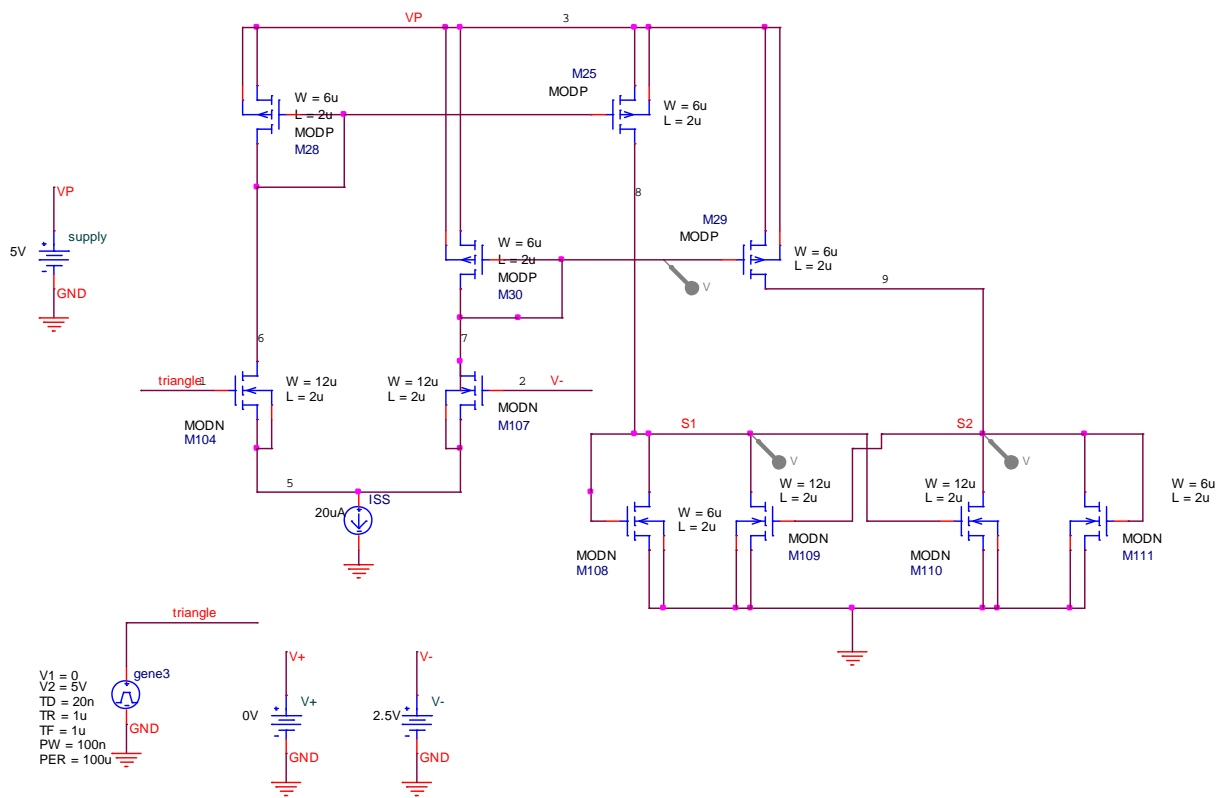 VP
3
M25
MODP
W = 6u
L = 2u
MODP
M28
W = 6u
L = 2u
8
VP
supply
5V
GND
M29
MODP
W = 6u
L = 2u
MODP
M30
W = 6u
L = 2u
V
9
6
7
triangle
1
W = 12u
L = 2u
MODN
M104
W = 12u
L = 2u
2
V-
MODN
M107
S1
S2
V
V
5
ISS
20uA
W = 6u
L = 2u
MODN
M108
W = 12u
L = 2u
MODN
M109
W = 12u
L = 2u
MODN
M110
W = 6u
L = 2u
MODN
M111
triangle
V1 = 0
V2 = 5V
TD = 20n
TR = 1u
TF = 1u
PW = 100n
PER = 100u
gene3
GND
V+
V+
0V
GND
V-
V-
2.5V
GND